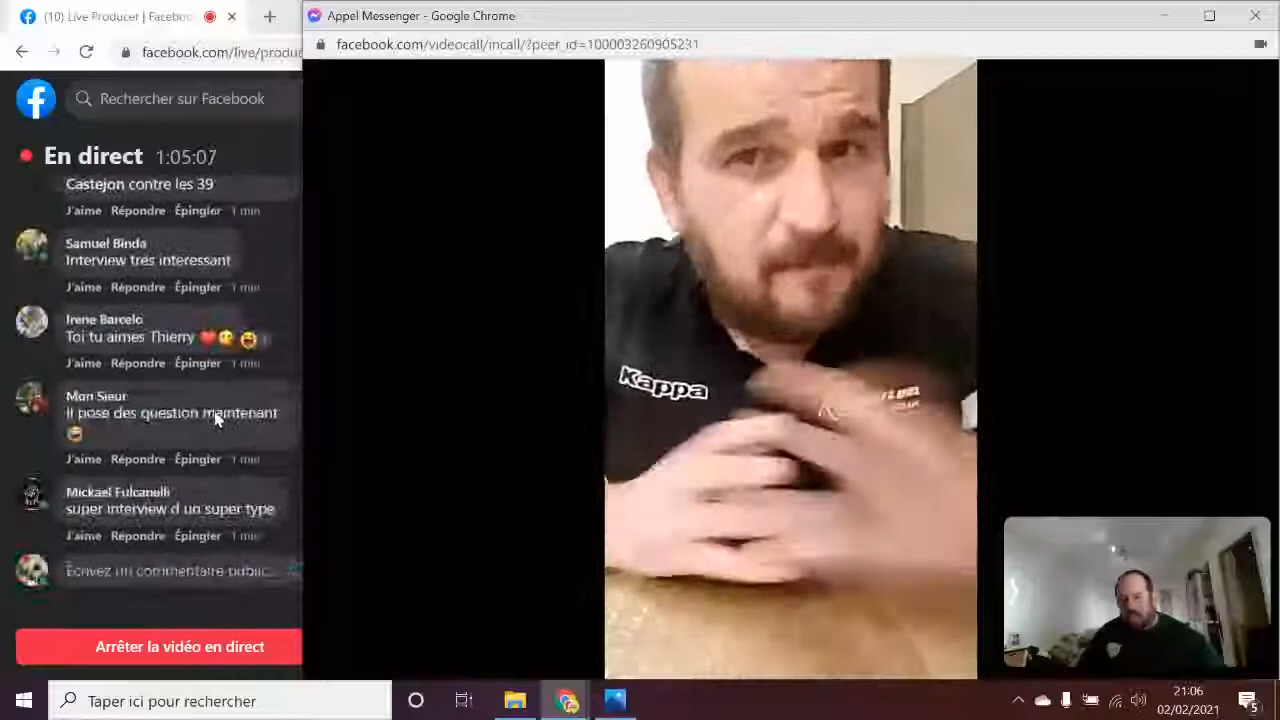 (10) Live Producer | Faceboo
Appel Messenger - Google Chrome
facebook.com/live/produc
facebook.com/videocall/incall/?peer_id=100003260905231
Rechercher sur Facebook
En direct 1:05:07
Castejon contre les 39
J'aime Répondre Épingler 1 min
Samuel Binda
Interview très interessant
J'aime Répondre Épingler 1 min
Irene Barcelo
Toi tu aimes Thierry ❤️😋😆
J'aime Répondre Épingler 1 min
Mon Sieur
Il pose des question maintenant
😅
J'aime Répondre Épingler 1 min
Mickael Fulcanelli
super interview d un super type
J'aime Répondre Épingler 1 min
Écrivez un commentaire public...
Arrêter la vidéo en direct
Kappa
Taper ici pour rechercher
21:06
02/02/2021
5